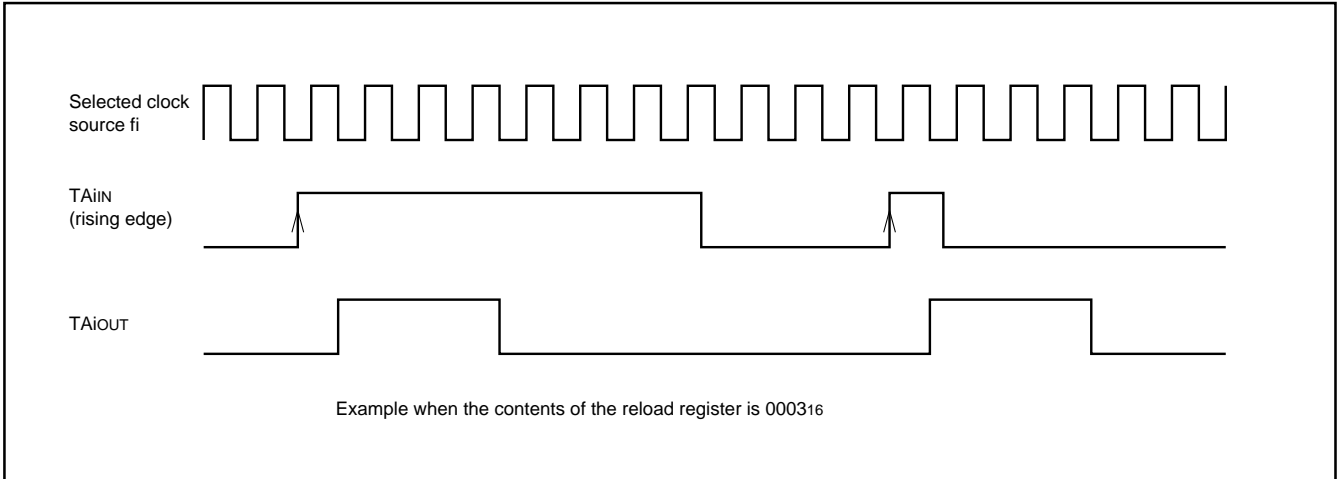 Selected clock
source fi
TAiIN
(rising edge)
TAiOUT
Example when the contents of the reload register is 000316